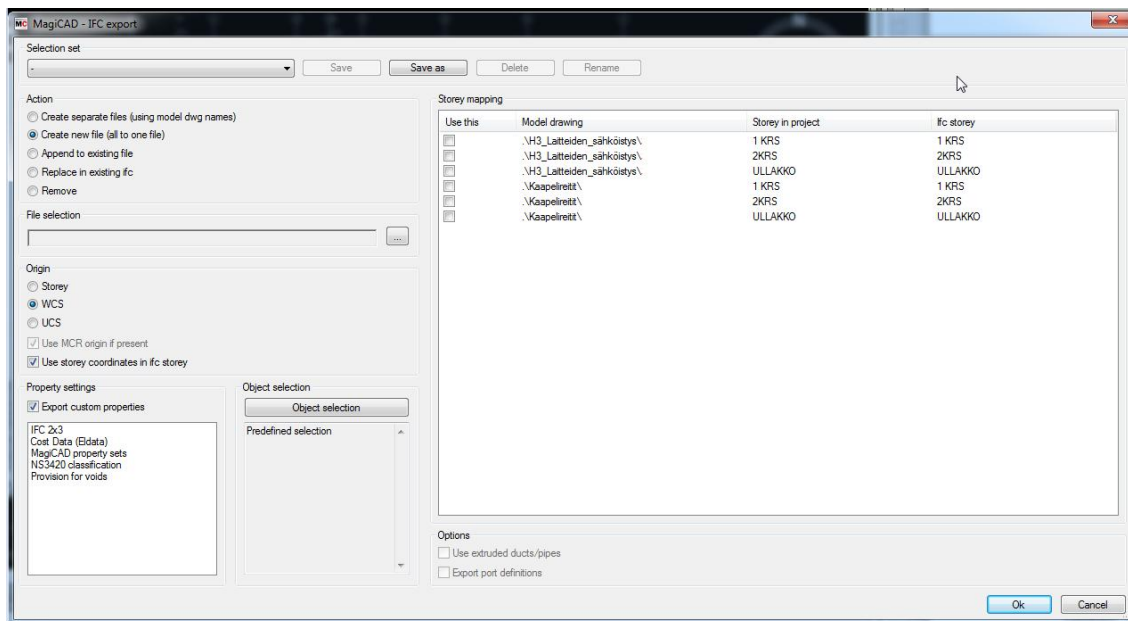 MC MagiCAD - IFC export
Selection set
-
Save Save as Delete Rename
Action
Create separate files (using model dwg names)
Create new file (all to one file)
Append to existing file
Replace in existing ifc
Remove
File selection
...
Origin
Storey
WCS
UCS
Use MCR origin if present
Use storey coordinates in ifc storey
Property settings
Export custom properties
IFC 2x3
Cost Data (Eldata)
MagiCAD property sets
NS3420 classification
Provision for voids
Object selection
Object selection
Predefined selection
Storey mapping
Use this Model drawing Storey in project Ifc storey
.\H3_Laitteiden_sähköistys\ 1 KRS 1 KRS
.\H3_Laitteiden_sähköistys\ 2KRS 2KRS
.\H3_Laitteiden_sähköistys\ ULLAKKO ULLAKKO
.\Kaapelireitit\ 1 KRS 1 KRS
.\Kaapelireitit\ 2KRS 2KRS
.\Kaapelireitit\ ULLAKKO ULLAKKO
Options
Use extruded ducts/pipes
Export port definitions
Ok Cancel